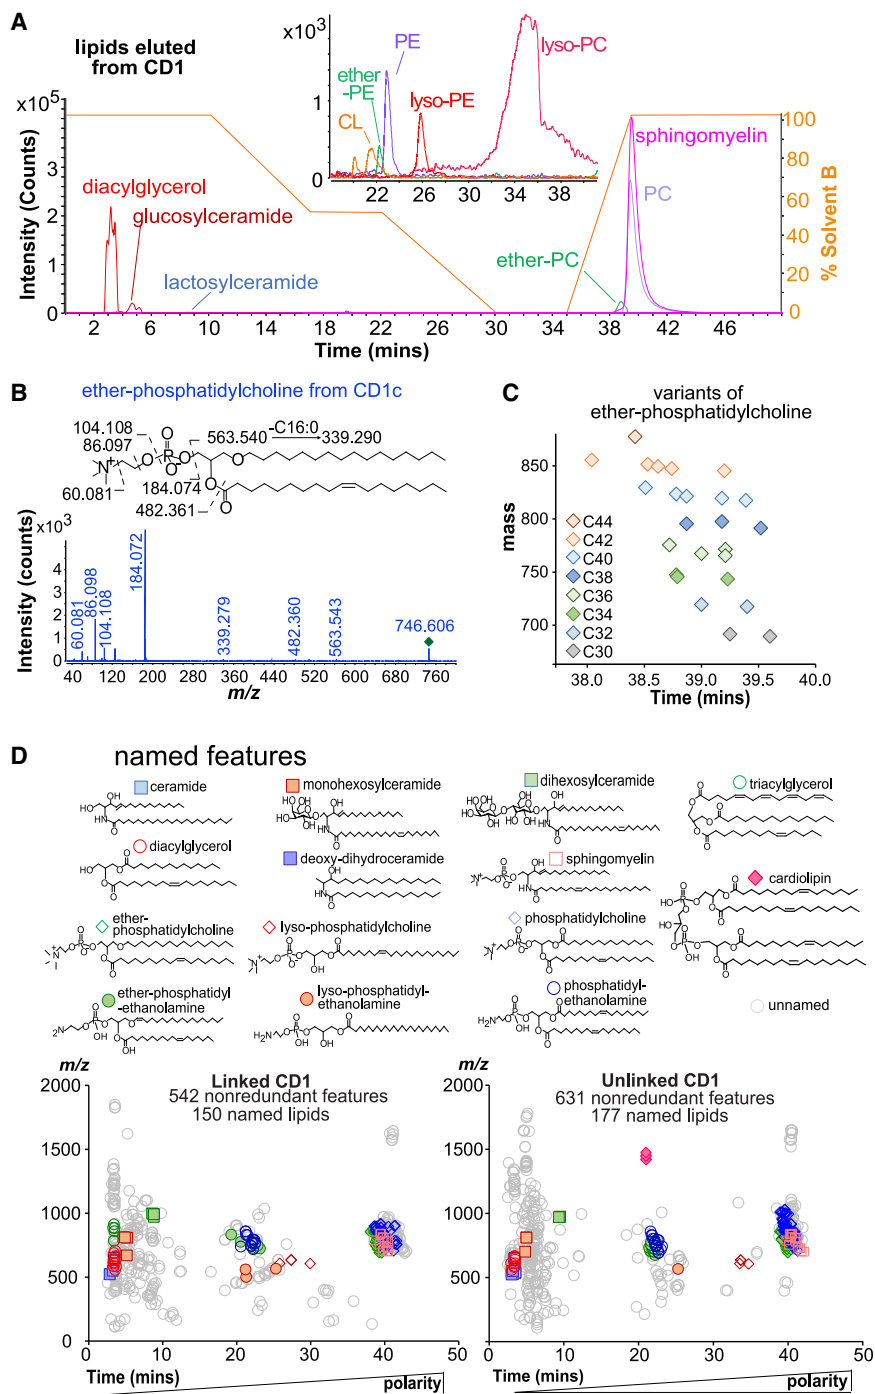 A
lipids eluted
from CD1
×10⁵
3
2
1
0
Intensity (Counts)
diacylglycerol
glucosylceramide
lactosylceramide
2 6 10 14 18 22 26 30 34 38 42 46
Time (mins)
×10³
1
0
PE
ether
-PE
CL
lyso-PE
lyso-PC
22 26 30 34 38
sphingomyelin
PC
ether-PC
100
80
60
40
20
0
% Solvent B
B
ether-phosphatidylcholine from CD1c
104.108
86.097
60.081
563.540
-C16:0
339.290
184.074
482.361
×10³
5
4
3
2
1
0
Intensity (counts)
60.081
86.098
104.108
184.072
339.279
482.360
563.543
746.606
40 120 200 280 360 440 520 600 680 760
m/z
C
variants of
ether-phosphatidylcholine
mass
850
800
750
700
C44
C42
C40
C38
C36
C34
C32
C30
38.0 38.5 39.0 39.5 40.0
Time (mins)
D
named features
ceramide
monohexosylceramide
dihexosylceramide
triacylglycerol
diacylglycerol
deoxy-dihydroceramide
sphingomyelin
cardiolipin
ether-
phosphatidylcholine
lyso-phosphatidylcholine
phosphatidylcholine
ether-phosphatidyl
-ethanolamine
lyso-phosphatidyl-
ethanolamine
phosphatidyl-
ethanolamine
unnamed
m/z
Linked CD1
542 nonredundant features
150 named lipids
2000
1500
1000
500
0
0 10 20 30 40 50
Time (mins)
polarity
m/z
Unlinked CD1
631 nonredundant features
177 named lipids
2000
1500
1000
500
0
0 10 20 30 40 50
Time (mins)
polarity